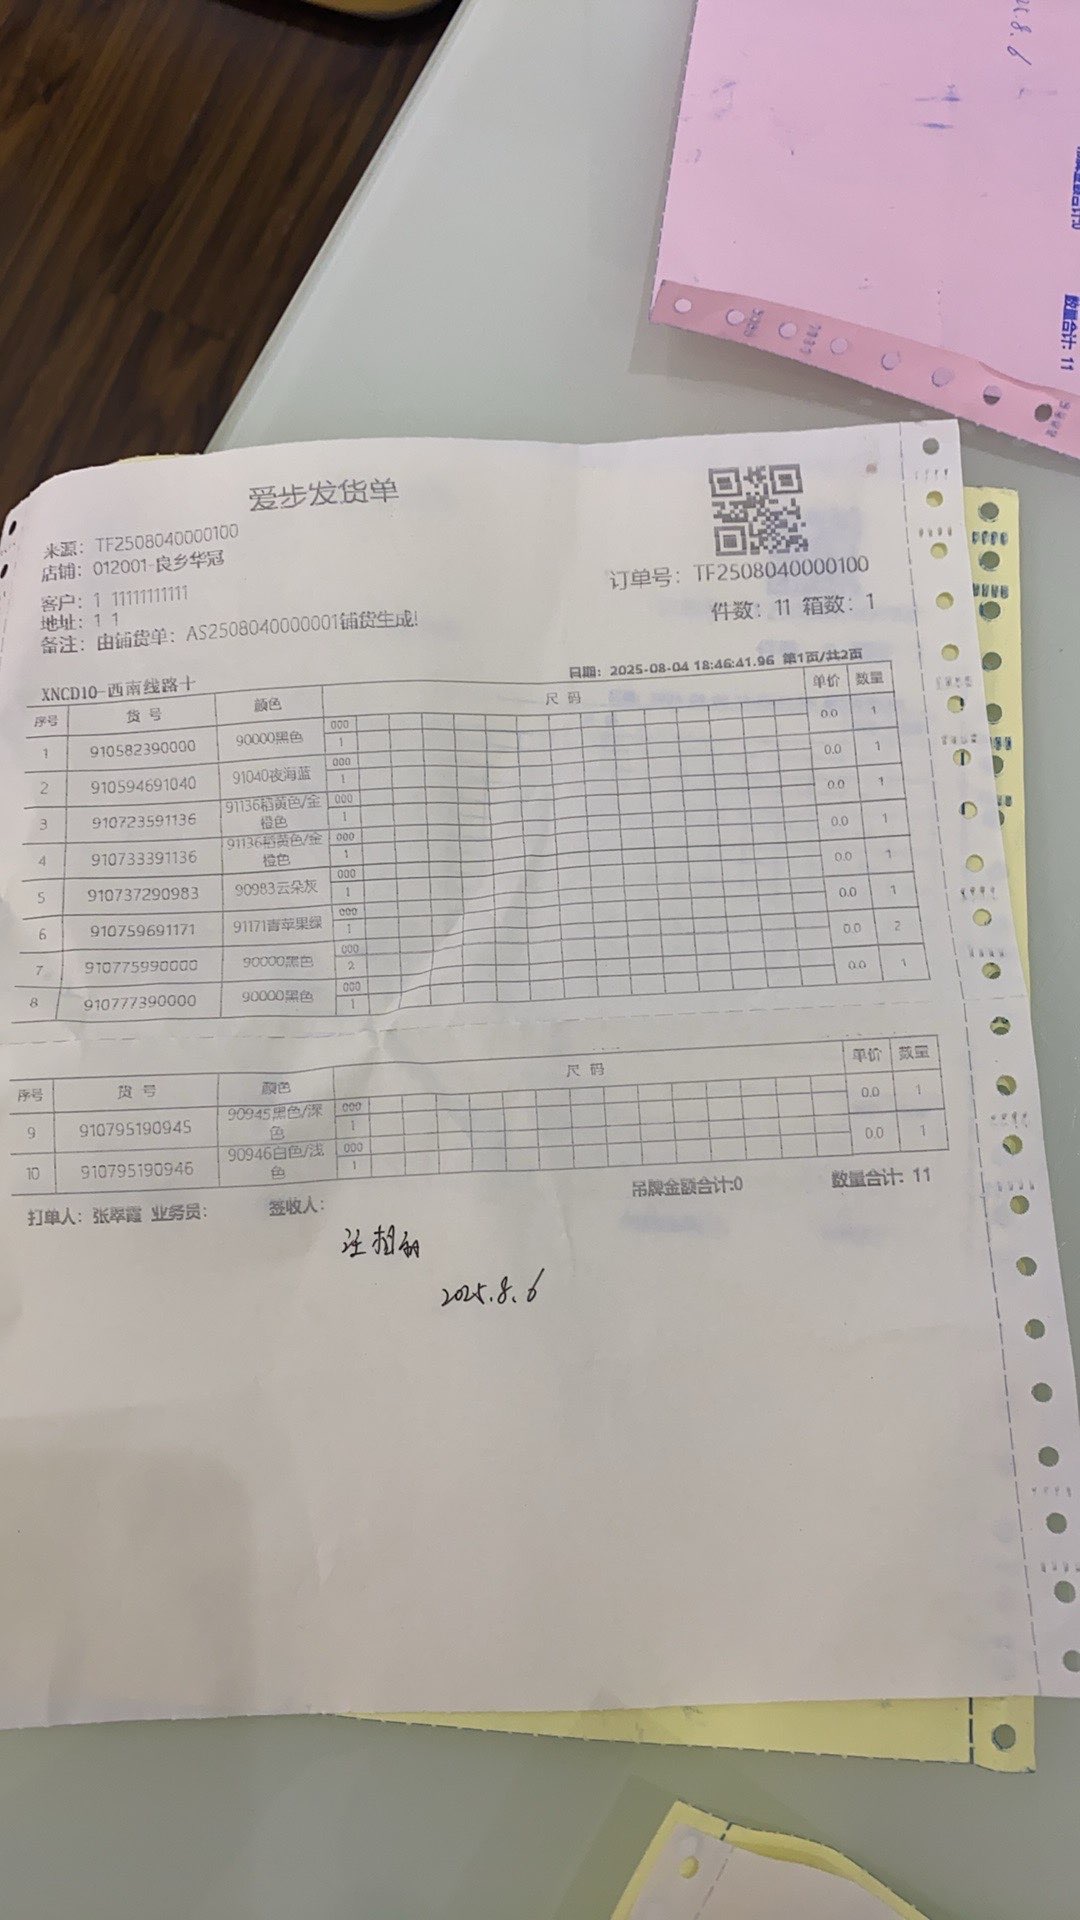 爱步发货单
来源：TF2508040000100
店铺：012001-良乡华冠
客户：1 11111111111
地址：1 1
备注：由铺货单：AS2508040000001铺货生成!
订单号：TF2508040000100
件数：11 箱数：1
XNCD10-西南线路十
日期：2025-08-04 18:46:41.96 第1页/共2页
序号 货号 颜色 尺码 单价 数量
1 910582390000 90000黑色 000 1 0.0 1
2 910594691040 91040夜海蓝 000 1 0.0 1
3 910723591136 91136稻黄色/金橙色 000 1 0.0 1
4 910733391136 91136稻黄色/金橙色 000 1 0.0 1
5 910737290983 90983云朵灰 000 1 0.0 1
6 910759691171 91171青苹果绿 000 1 0.0 1
7 910775990000 90000黑色 000 2 0.0 2
8 910777390000 90000黑色 000 1 0.0 1
序号 货号 颜色 尺码 单价 数量
9 910795190945 90945黑色/深色 000 1 0.0 1
10 910795190946 90946白色/浅色 000 1 0.0 1
吊牌金额合计:0 数量合计: 11
打单人：张翠霞 业务员： 签收人：
2025.8.6
数量合计: 11